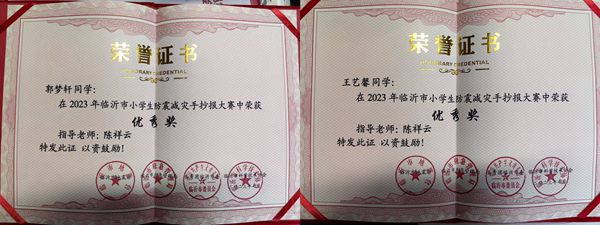 荣誉证书
HONORARY CREDENTIAL
郭梦轩同学:
在2023年临沂市小学生防震减灾手抄报大赛中荣获
优秀奖
指导老师:陈祥云
特发此证 以资鼓励!
荣誉证书
HONORARY CREDENTIAL
王艺馨同学:
在2023年临沂市小学生防震减灾手抄报大赛中荣获
优秀奖
指导老师:陈祥云
特发此证 以资鼓励!